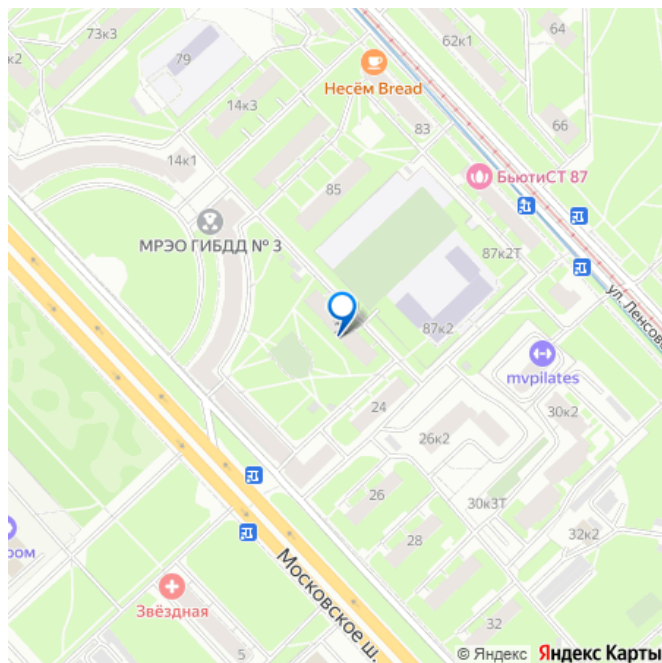 73к3
к2
79
62к1
64
Несём Bread
14к3
83
66
14к1
85
БьютиСТ 87
МРЭО ГИБДД № 3
87к2Т
ул. Ленсов
87к2
mvpilates
24
30к2
26к2
26
30к3Т
28
32к2
ром
Московское ш.
Звёздная
32
5
© Яндекс Яндекс Карты